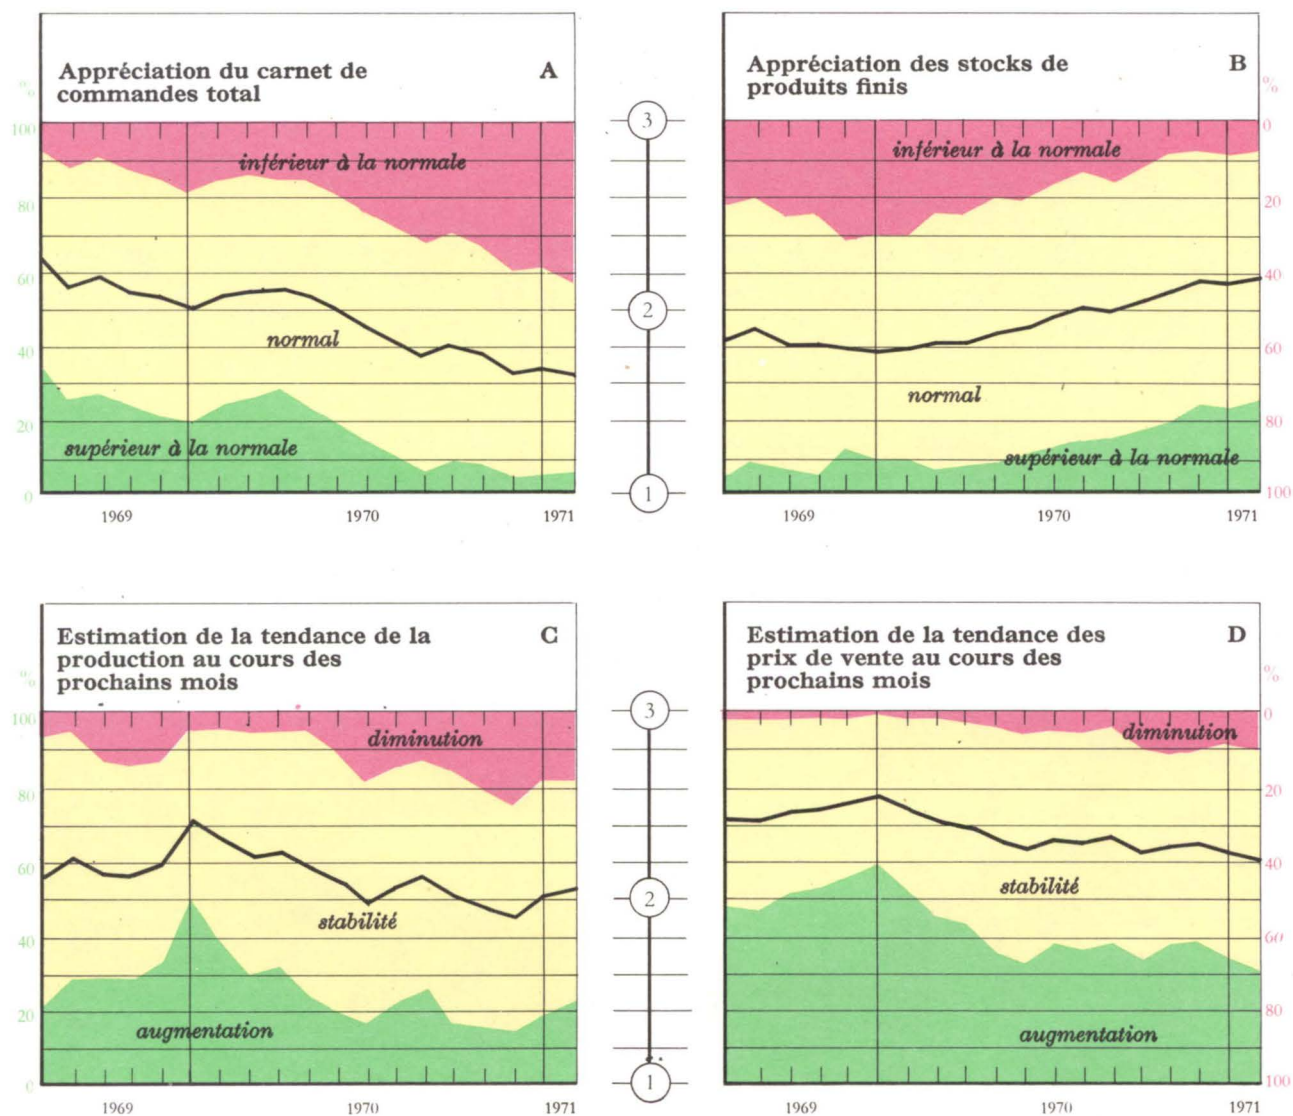 Appréciation du carnet de A
commandes total
%
100
80
60
40
20
0
inférieur à la normale
normal
supérieur à la normale
1969 1970 1971
3
2
1
Appréciation des stocks de B
produits finis
%
0
20
40
60
80
100
inférieur à la normale
normal
supérieur à la normale
1969 1970 1971
Estimation de la tendance de la C
production au cours des
prochains mois
%
100
80
60
40
20
0
diminution
stabilité
augmentation
1969 1970 1971
3
2
1
Estimation de la tendance des D
prix de vente au cours des
prochains mois
%
0
20
40
60
80
100
diminution
stabilité
augmentation
1969 1970 1971